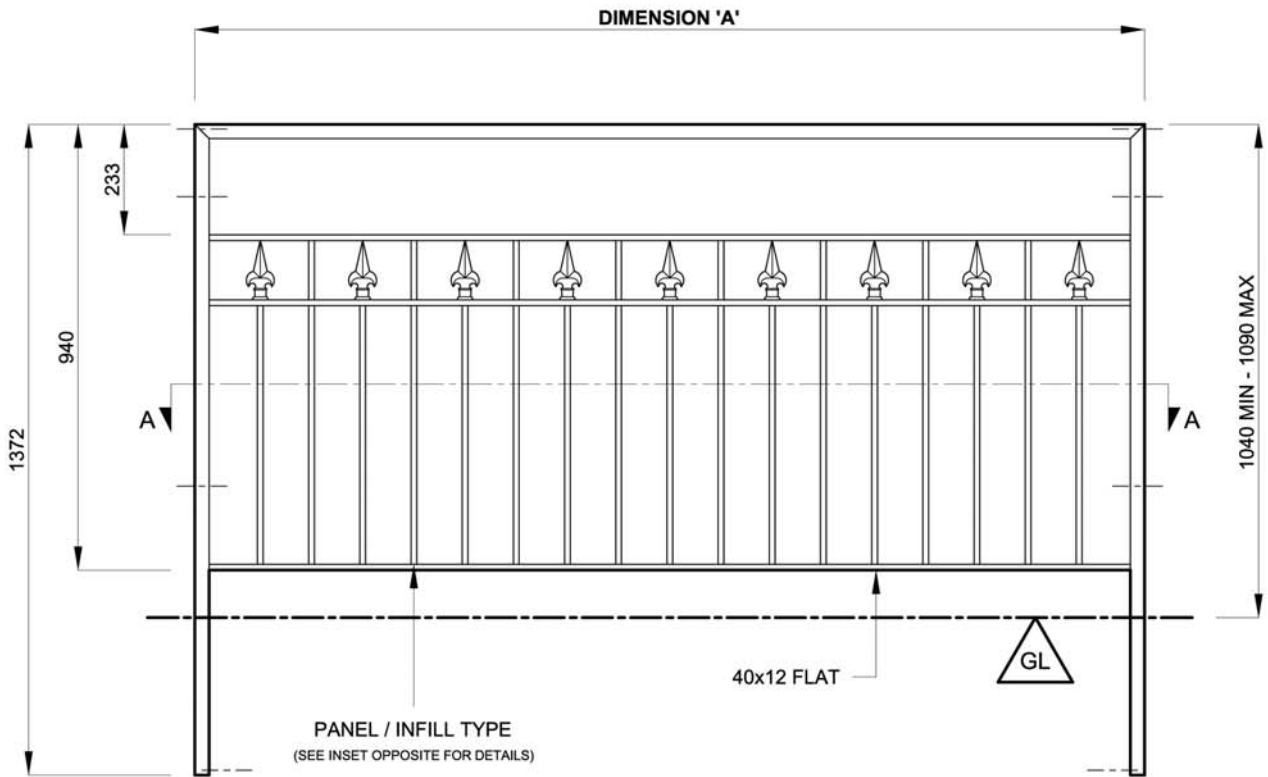 DIMENSION 'A'
233
940
1372
1040 MIN - 1090 MAX
A
A
GL
40x12 FLAT
PANEL / INFILL TYPE
(SEE INSET OPPOSITE FOR DETAILS)